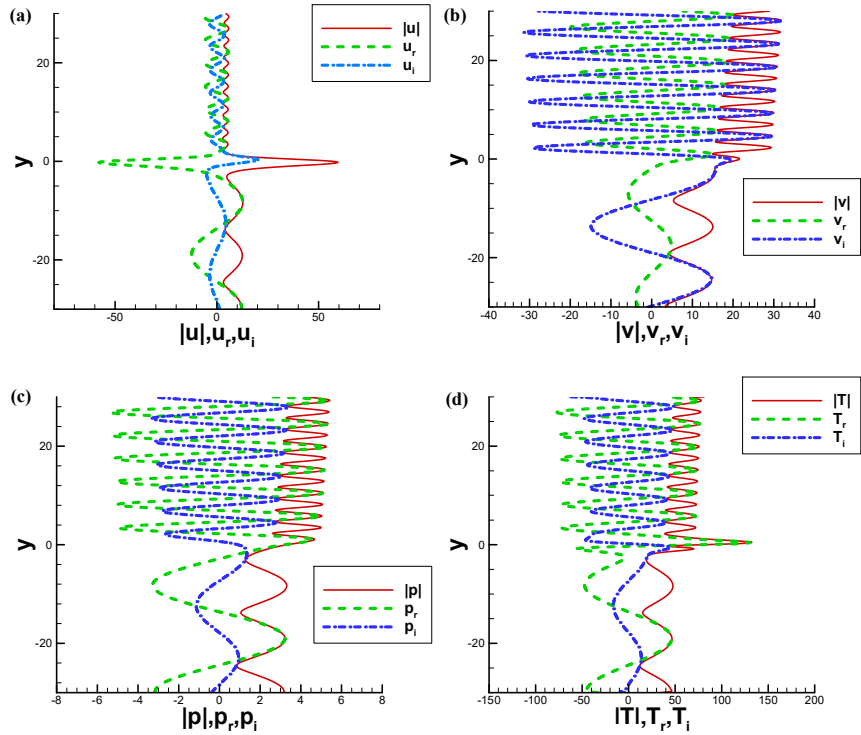 (a)
|u|
u_r
u_i
20
0
-20
y
-50
0
50
|u|,u_r,u_i
(b)
20
0
-20
y
|v|
v_r
v_i
-40
-30
-20
-10
0
10
20
30
40
|v|,v_r,v_i
(c)
20
0
-20
y
|p|
p_r
p_i
-8
-6
-4
-2
0
2
4
6
8
|p|,p_r,p_i
(d)
|T|
T_r
T_i
20
0
-20
y
-150
-100
-50
0
50
100
150
200
|T|,T_r,T_i